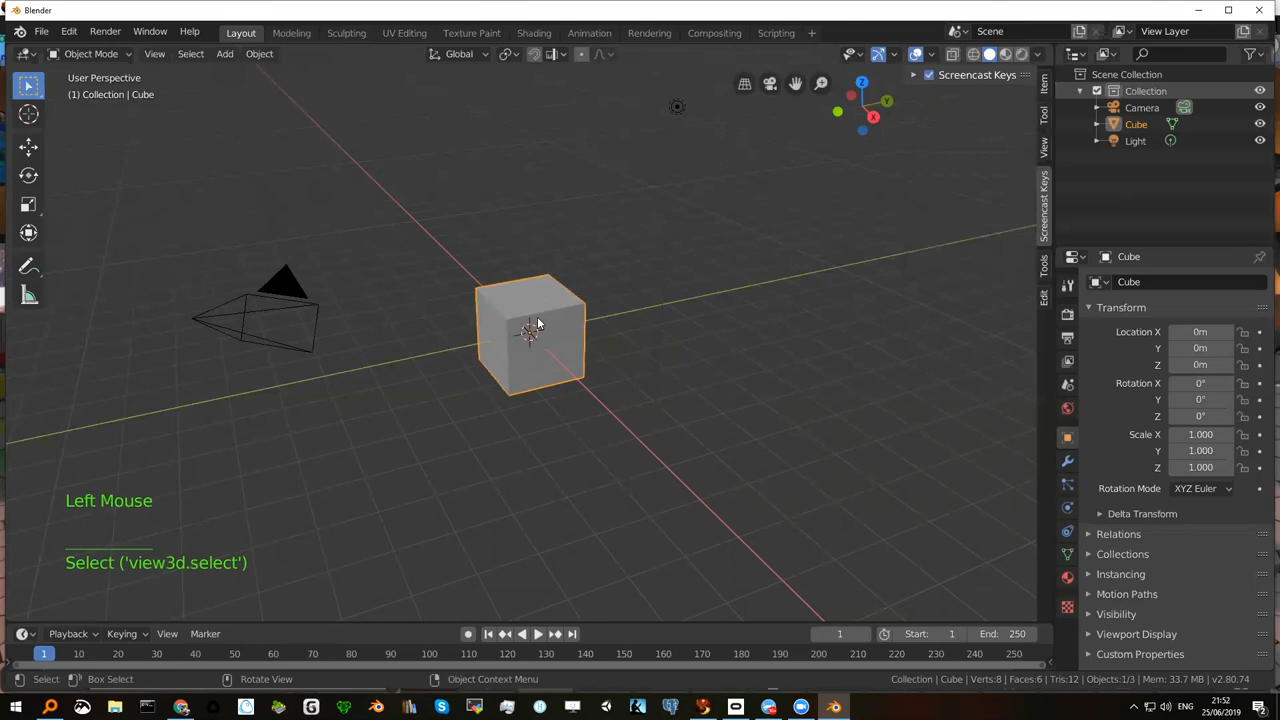 Blender
File Edit Render Window Help
Layout Modeling Sculpting UV Editing Texture Paint Shading Animation Rendering Compositing Scripting
Scene
View Layer
Object Mode View Select Add Object
Global
User Perspective
(1) Collection | Cube
Screencast Keys
Item
Tool
View
Screencast Keys
Tools
Edit
Z
Y
X
Scene Collection
Collection
Camera
Cube
Light
Cube
Cube
Transform
Location X 0m
Y 0m
Z 0m
Rotation X 0°
Y 0°
Z 0°
Scale X 1.000
Y 1.000
Z 1.000
Rotation Mode XYZ Euler
Delta Transform
Relations
Collections
Instancing
Motion Paths
Visibility
Viewport Display
Custom Properties
Left Mouse
Select ('view3d.select')
Playback Keying View Marker
1
Start: 1
End: 250
1 10 20 30 40 50 60 70 80 90 100 110 120 130 140 150 160 170 180 190 200 210 220 230 240 250
Select Box Select Rotate View Object Context Menu
Collection | Cube | Verts:8 | Faces:6 | Tris:12 | Objects:1/3 | Mem: 33.7 MB | v2.80.74
ENG
21:52
25/06/2019